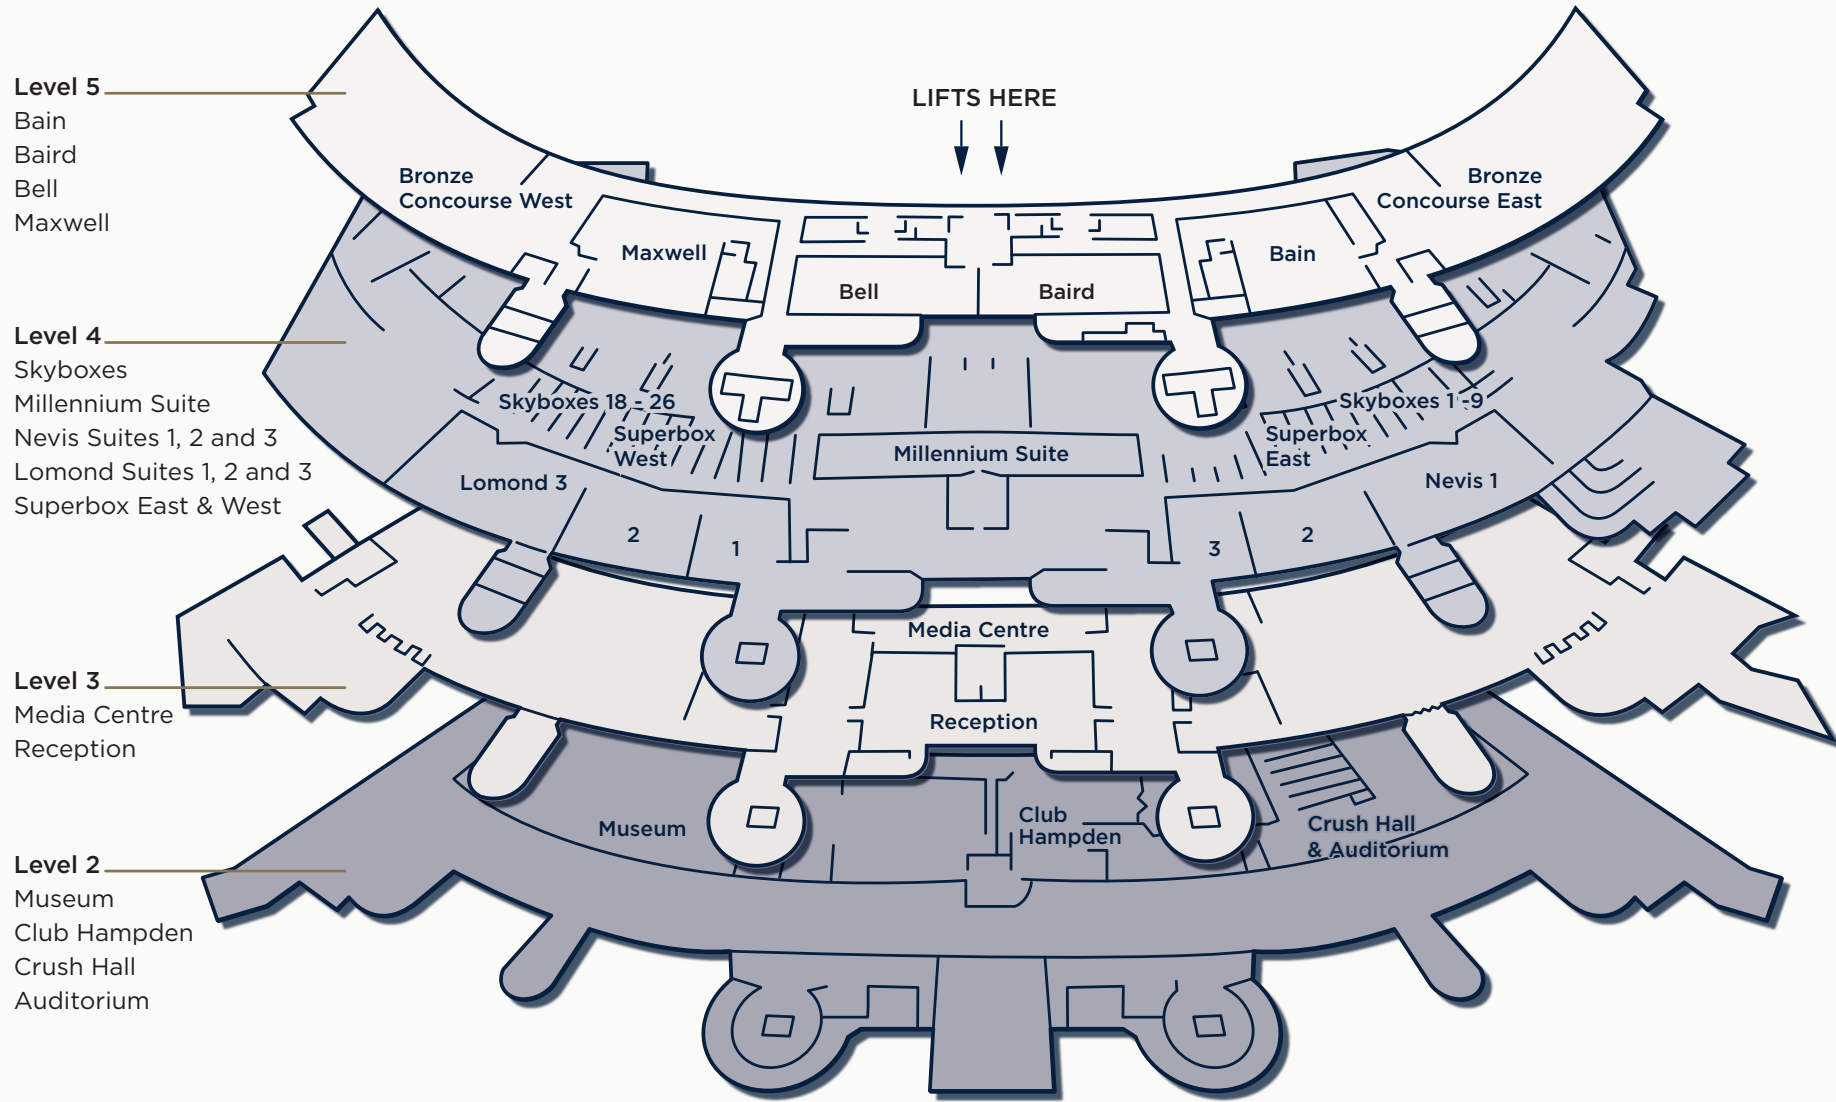 Level 5
Bain
Baird
Bell
Maxwell
Level 4
Skyboxes
Millennium Suite
Nevis Suites 1, 2 and 3
Lomond Suites 1, 2 and 3
Superbox East & West
Level 3
Media Centre
Reception
Level 2
Museum
Club Hampden
Crush Hall
Auditorium
LIFTS HERE
Bronze
Concourse West
Bronze
Concourse East
Maxwell
Bell
Baird
Bain
Skyboxes 18 - 26
Superbox
West
Millennium Suite
Skyboxes 1 -9
Superbox
East
Lomond 3
2
1
3
2
Nevis 1
Media Centre
Reception
Museum
Club
Hampden
Crush Hall
& Auditorium